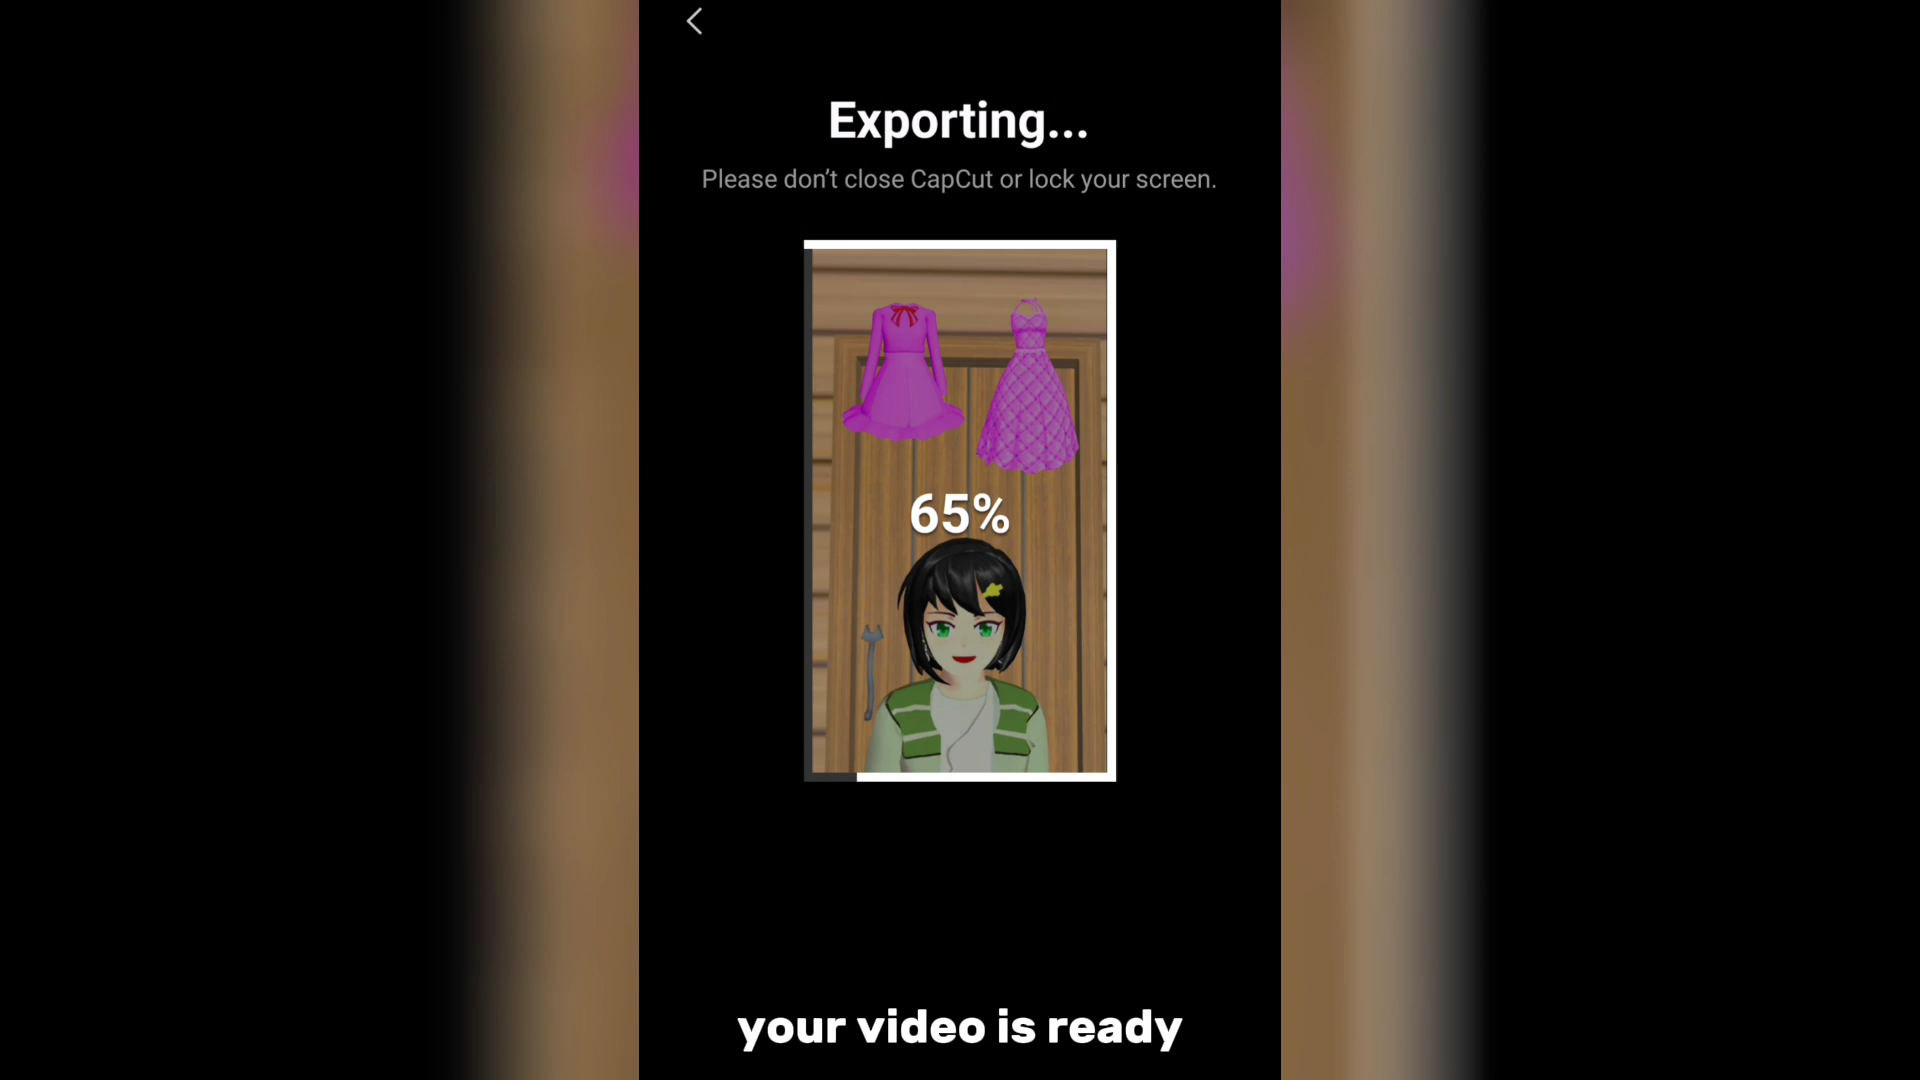 Exporting...
Please don’t close CapCut or lock your screen.
65%
your video is ready